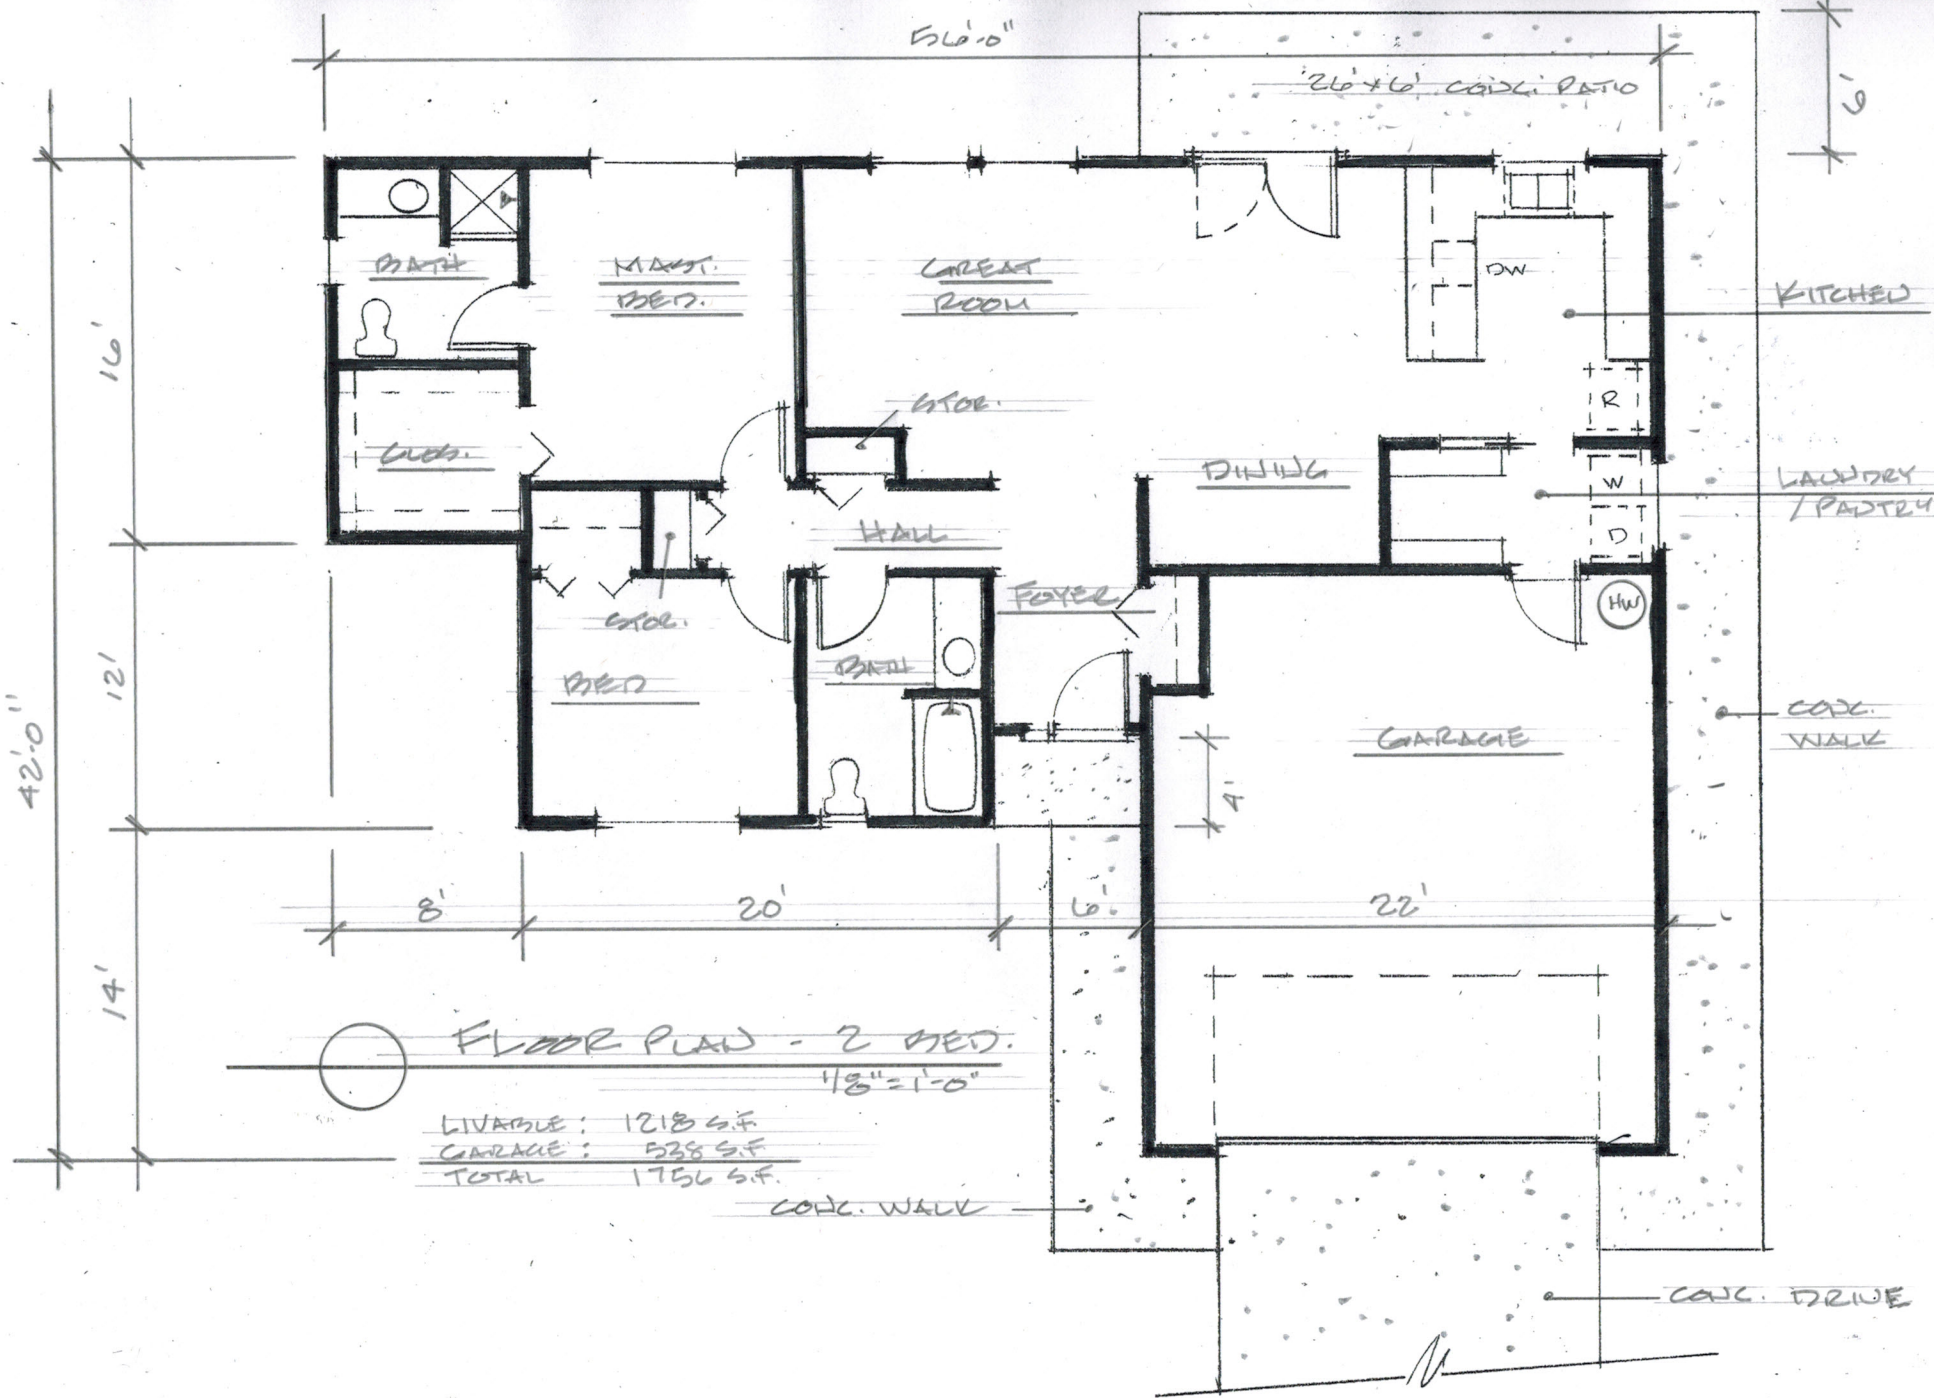 56'-0"
26'x6' CONC. PATIO
6'
BATH
MAST.
BED.
GREAT
ROOM
DW
KITCHEN
16'
STOR.
R
CLOS.
DINING
W
LAUNDRY
/PANTRY
HALL
D
FOYER
HW
STOR.
BED
BATH
12'
42'-0"
GARAGE
CONC.
WALK
4'
8'
20'
6'
22'
14'
FLOOR PLAN - 2 BED.
1/8"=1'-0"
LIVABLE: 1218 S.F.
GARAGE: 538 S.F.
TOTAL 1756 S.F.
CONC. WALK
CONC. DRIVE